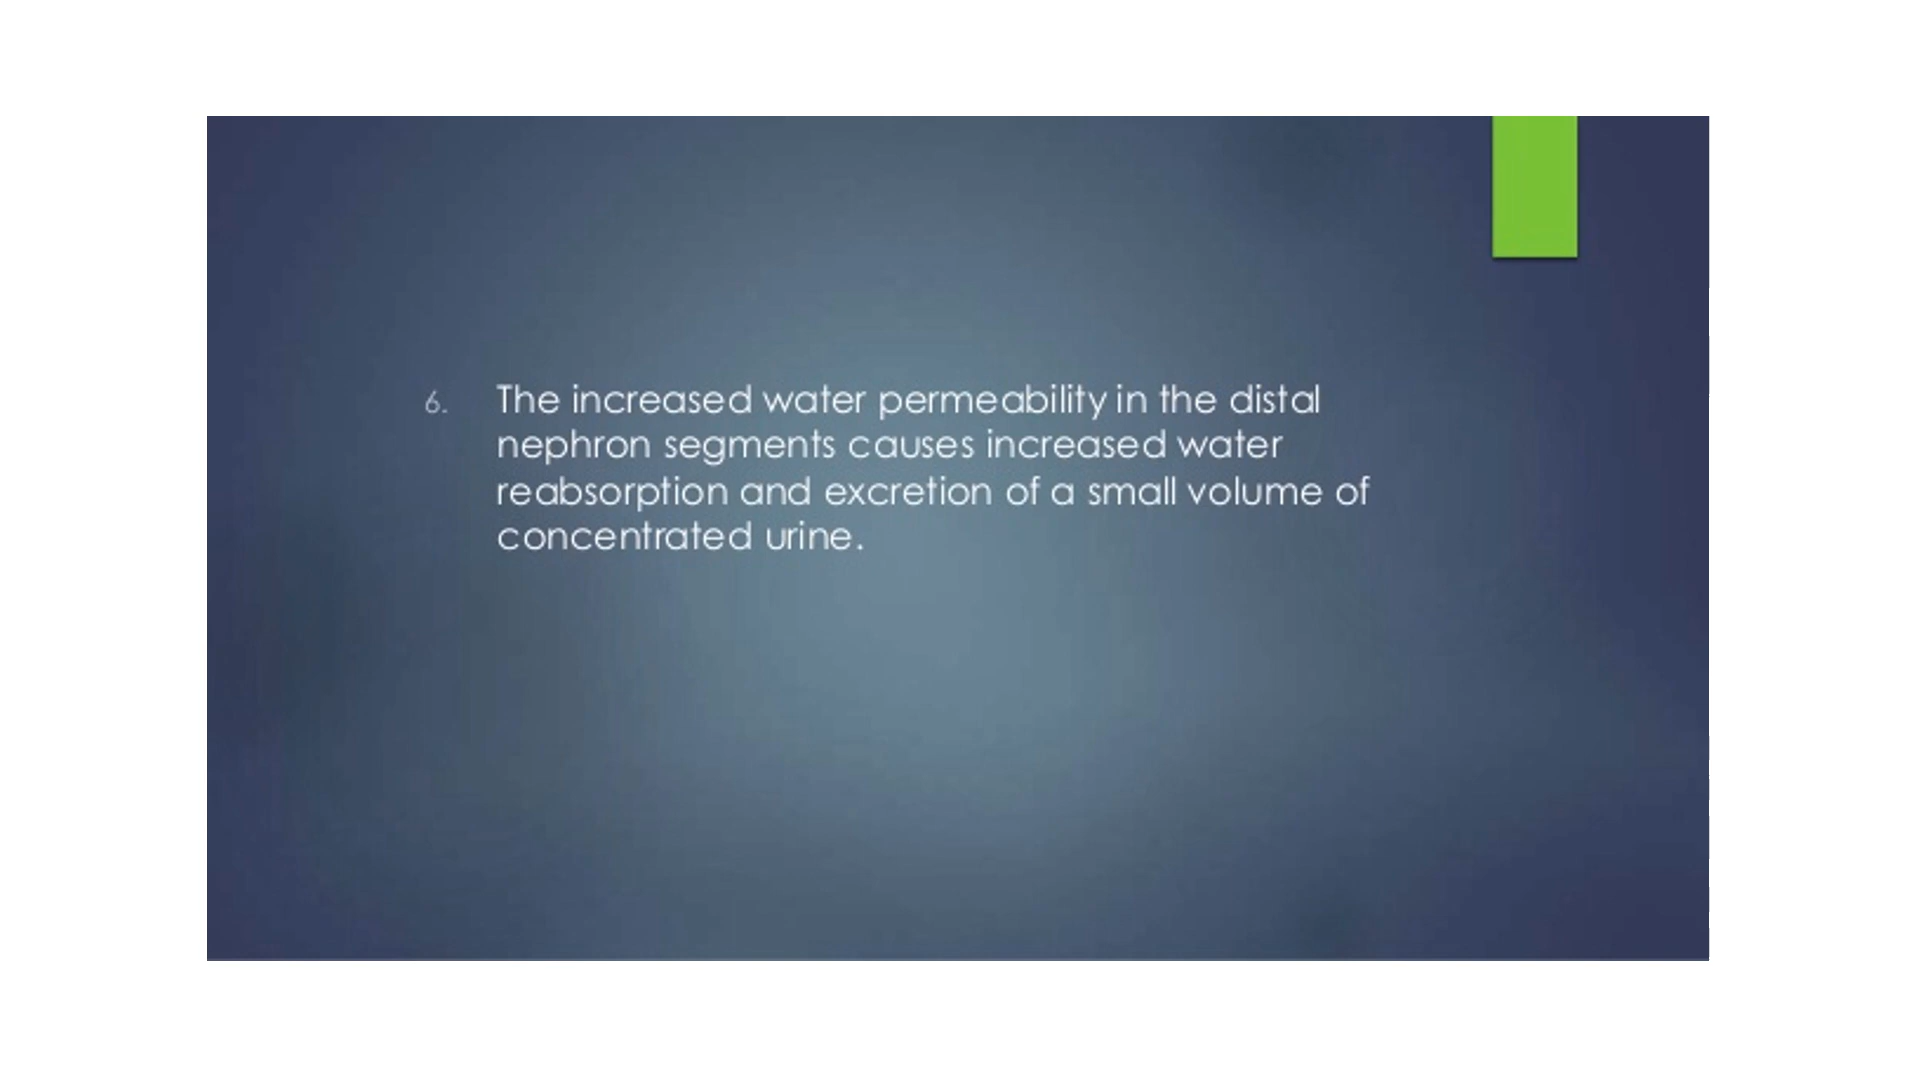 6. The increased water permeability in the distal
nephron segments causes increased water
reabsorption and excretion of a small volume of
concentrated urine.